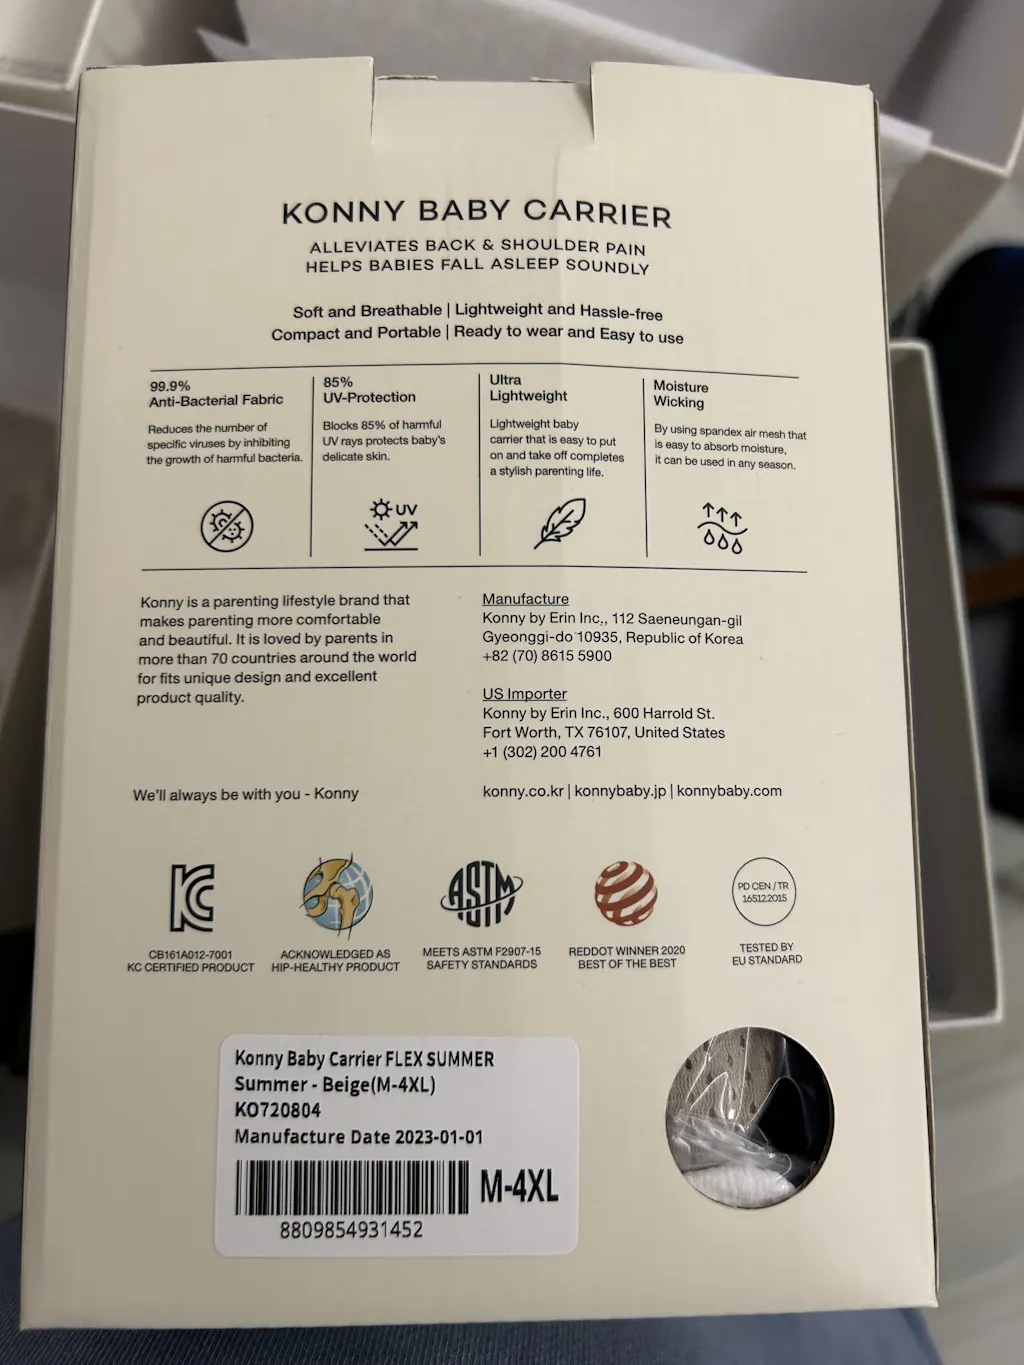 KONNY BABY CARRIER
ALLEVIATES BACK & SHOULDER PAIN
HELPS BABIES FALL ASLEEP SOUNDLY
Soft and Breathable | Lightweight and Hassle-free
Compact and Portable | Ready to wear and Easy to use
99.9%
Anti-Bacterial Fabric
Reduces the number of
specific viruses by inhibiting
the growth of harmful bacteria.
85%
UV-Protection
Blocks 85% of harmful
UV rays protects baby's
delicate skin.
UV
Ultra
Lightweight
Lightweight baby
carrier that is easy to put
on and take off completes
a stylish parenting life.
Moisture
Wicking
By using spandex air mesh that
is easy to absorb moisture,
it can be used in any season.
Konny is a parenting lifestyle brand that
makes parenting more comfortable
and beautiful. It is loved by parents in
more than 70 countries around the world
for fits unique design and excellent
product quality.
We'll always be with you - Konny
Manufacture
Konny by Erin Inc,, 112 Saeneungan-gil
Gyeonggi-do 10935, Republic of Korea
+82 (70) 8615 5900
US Importer
Konny by Erin Inc., 600 Harrold St.
Fort Worth, TX 76107, United States
+1 (302) 200 4761
konny.co.kr | konnybaby.jp | konnybaby.com
KC
CB161A012-7001
KC CERTIFIED PRODUCT
ACKNOWLEDGED AS
HIP-HEALTHY PRODUCT
ASTM
MEETS ASTM F2907-15
SAFETY STANDARDS
REDDOT WINNER 2020
BEST OF THE BEST
PD CEN / TR
16512:2015
TESTED BY
EU STANDARD
Konny Baby Carrier FLEX SUMMER
Summer - Beige(M-4XL)
KO720804
Manufacture Date 2023-01-01
M-4XL
8809854931452